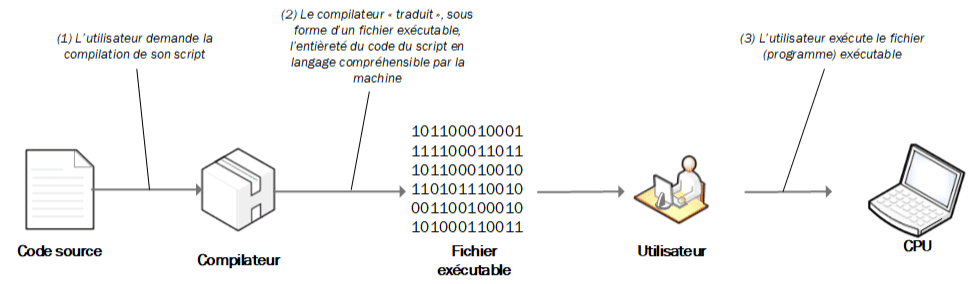 (1) L'utilisateur demande la
compilation de son script
(2) Le compilateur « traduit », sous
forme d'un fichier exécutable,
l'entièreté du code du script en
langage compréhensible par la
machine
(3) L'utilisateur exécute le fichier
(programme) exécutable
101100010001
111100011011
101100010010
110101110010
001100100010
101000110011
Code source
Compilateur
Fichier
exécutable
Utilisateur
CPU